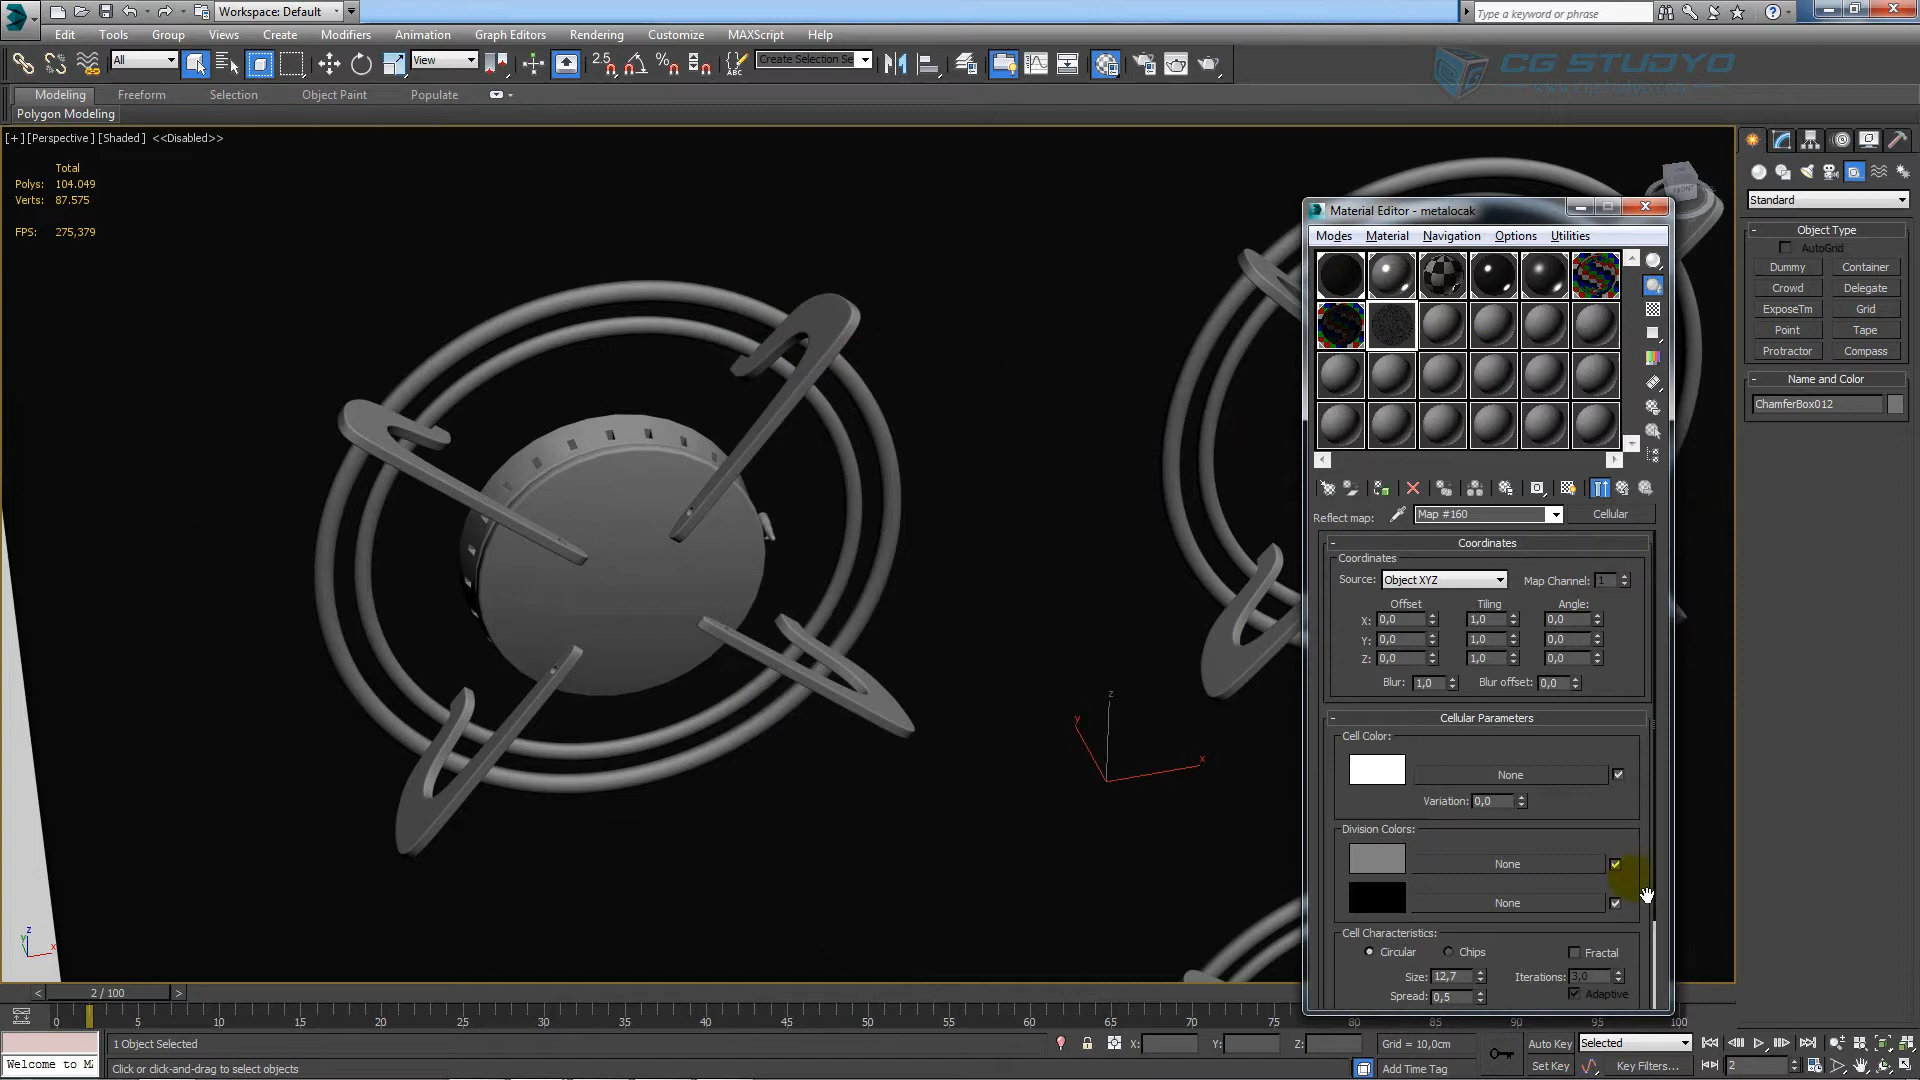 Workspace: Default
Type a keyword or phrase
Edit Tools Group Views Create Modifiers Animation Graph Editors Rendering Customize MAXScript Help
All
View
2.5
Create Selection Se
CG STUDYO
www.cgstudyo.com
Modeling Freeform Selection Object Paint Populate
Polygon Modeling
[+] [Perspective] [Shaded] <<Disabled>>
Total
Polys: 104.049
Verts: 87.575
FPS: 275,379
FRONT
Standard
Object Type
AutoGrid
Dummy Container
Crowd Delegate
ExposeTm Grid
Point Tape
Protractor Compass
Name and Color
ChamferBox012
Material Editor - metalocak
Modes Material Navigation Options Utilities
Reflect map: Map #160 Cellular
Coordinates
Coordinates
Source: Object XYZ Map Channel: 1
Offset Tiling Angle:
X: 0,0 1,0 0,0
Y: 0,0 1,0 0,0
Z: 0,0 1,0 0,0
Blur: 1,0 Blur offset: 0,0
Cellular Parameters
Cell Color:
None
Variation: 0,0
Division Colors:
None
None
Cell Characteristics:
Circular Chips Fractal
Size: 12,7 Iterations: 3,0
Spread: 0,5 Adaptive
z
y
x
z
y
x
< 2 / 100 >
0 5 10 15 20 25 30 35 40 45 50 55 60 65 70 75 80 85 90 95 100
1 Object Selected
X: Y: Z: Grid = 10,0cm
Auto Key Selected
Welcome to M
Click or click-and-drag to select objects
Add Time Tag
Set Key Key Filters...
2